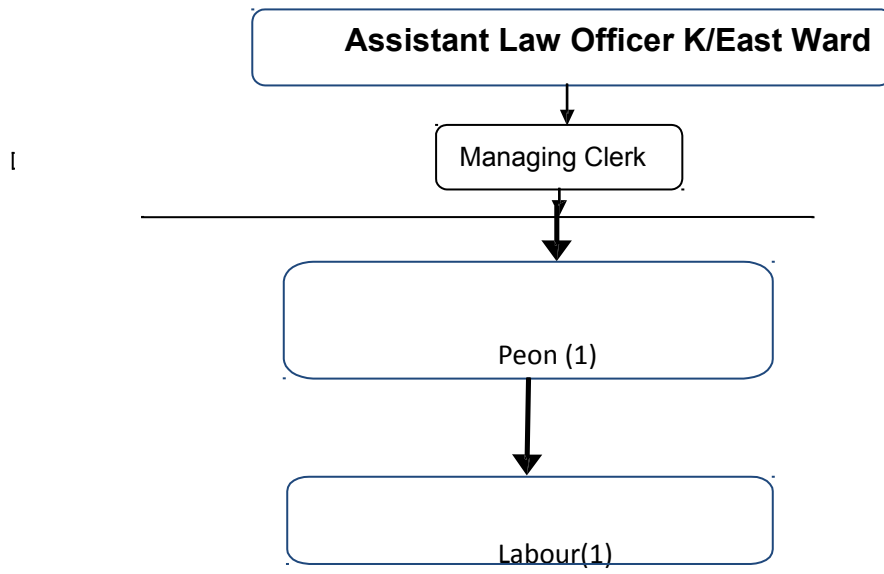 Assistant Law Officer K/East Ward
Managing Clerk
[
Peon (1)
Labour(1)